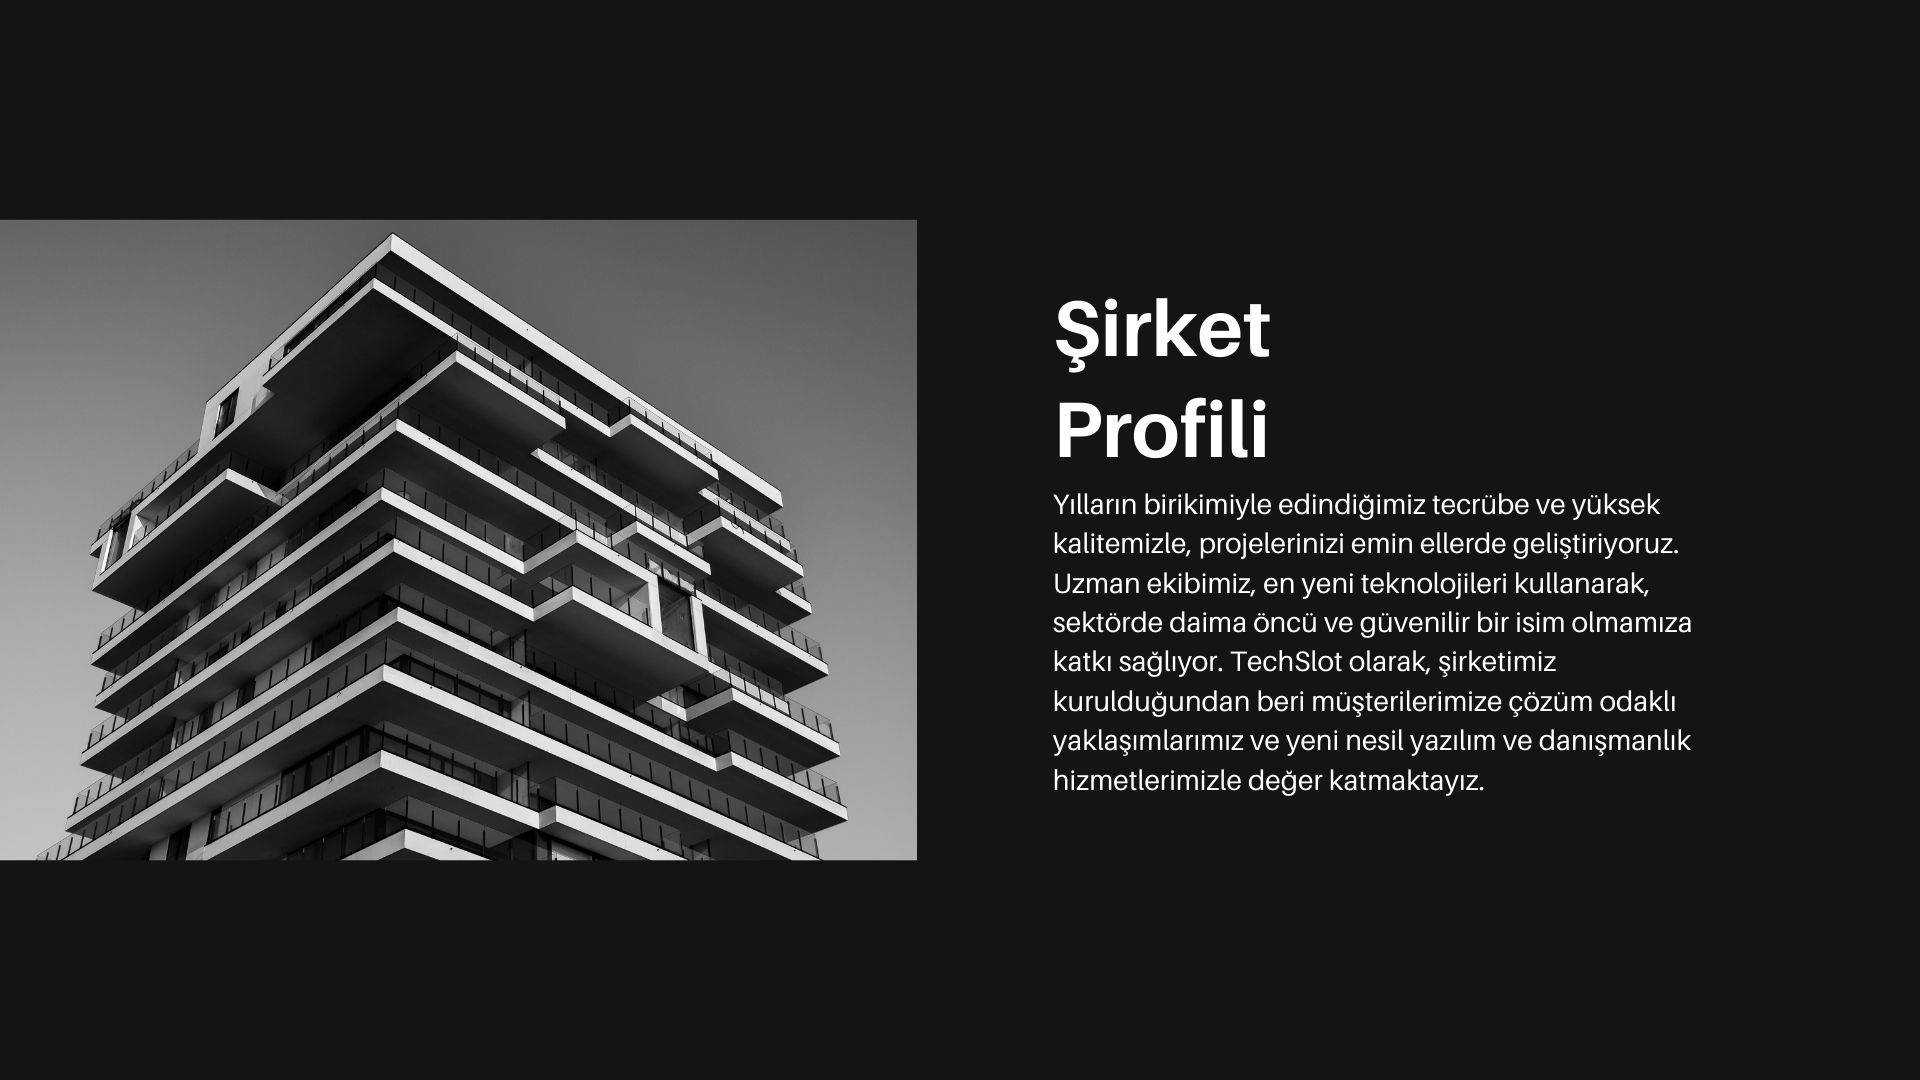 Şirket
Profili
Yılların birikimiyle edindiğimiz tecrübe ve yüksek
kalitemizle, projelerinizi emin ellerde geliştiriyoruz.
Uzman ekibimiz, en yeni teknolojileri kullanarak,
sektörde daima öncü ve güvenilir bir isim olmamıza
katkı sağlıyor. TechSlot olarak, şirketimiz
kurulduğundan beri müşterilerimize çözüm odaklı
yaklaşımlarımız ve yeni nesil yazılım ve danışmanlık
hizmetlerimizle değer katmaktayız.